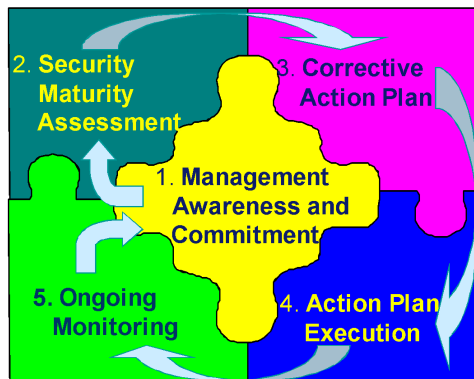 1. Management
Awareness and
Commitment
2. Security
Maturity
Assessment
3. Corrective
Action Plan
4. Action Plan
Execution
5. Ongoing
Monitoring